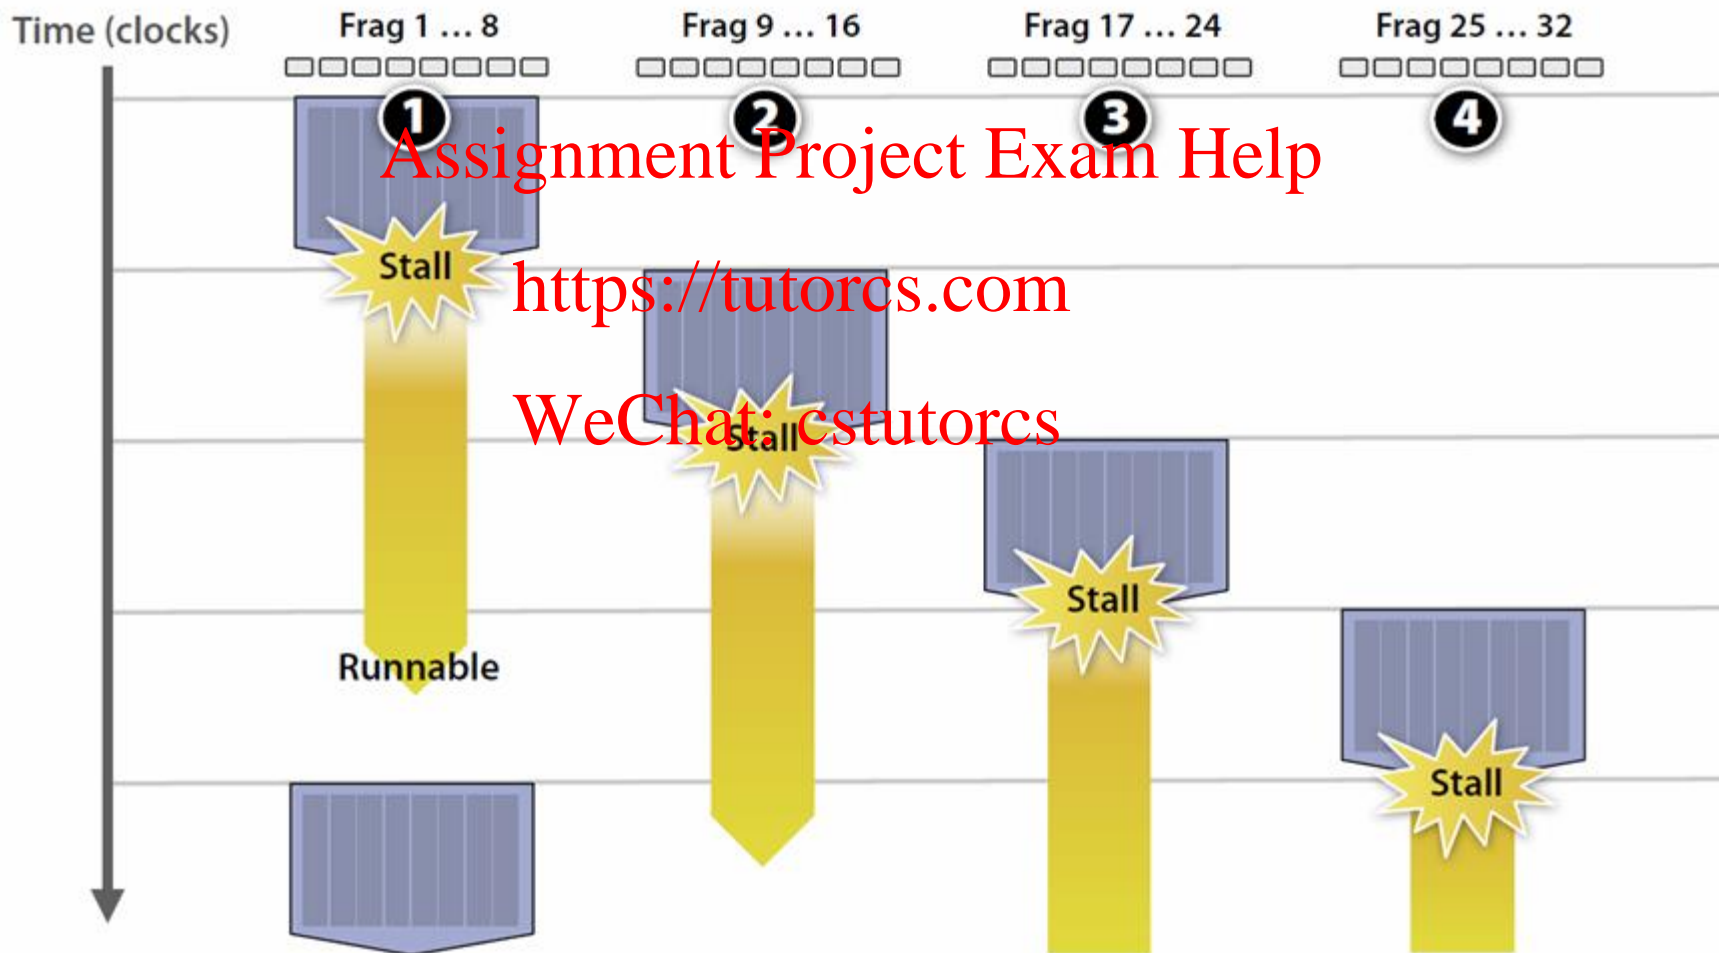 Time (clocks)
Frag 1 … 8
Frag 9 … 16
Frag 17 … 24
Frag 25 … 32
1
2
3
4
Assignment Project Exam Help
Stall
https://tutorcs.com
WeChat: cstutorcs
Stall
Stall
Runnable
Stall